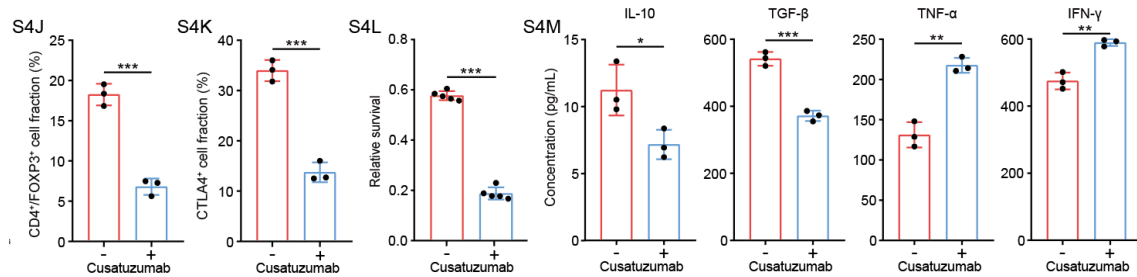 S4J
CD4⁺/FOXP3⁺ cell fraction (%)
25
20
15
10
5
0
***
- +
Cusatuzumab
S4K
CTLA4⁺ cell fraction (%)
40
30
20
10
0
***
- +
Cusatuzumab
S4L
Relative survival
0.8
0.6
0.4
0.2
0.0
***
- +
Cusatuzumab
S4M
Concentration (pg/mL)
IL-10
15
10
5
0
*
- +
Cusatuzumab
TGF-β
600
400
200
0
***
- +
Cusatuzumab
TNF-α
250
200
150
100
50
0
**
- +
Cusatuzumab
IFN-γ
600
400
200
0
**
- +
Cusatuzumab